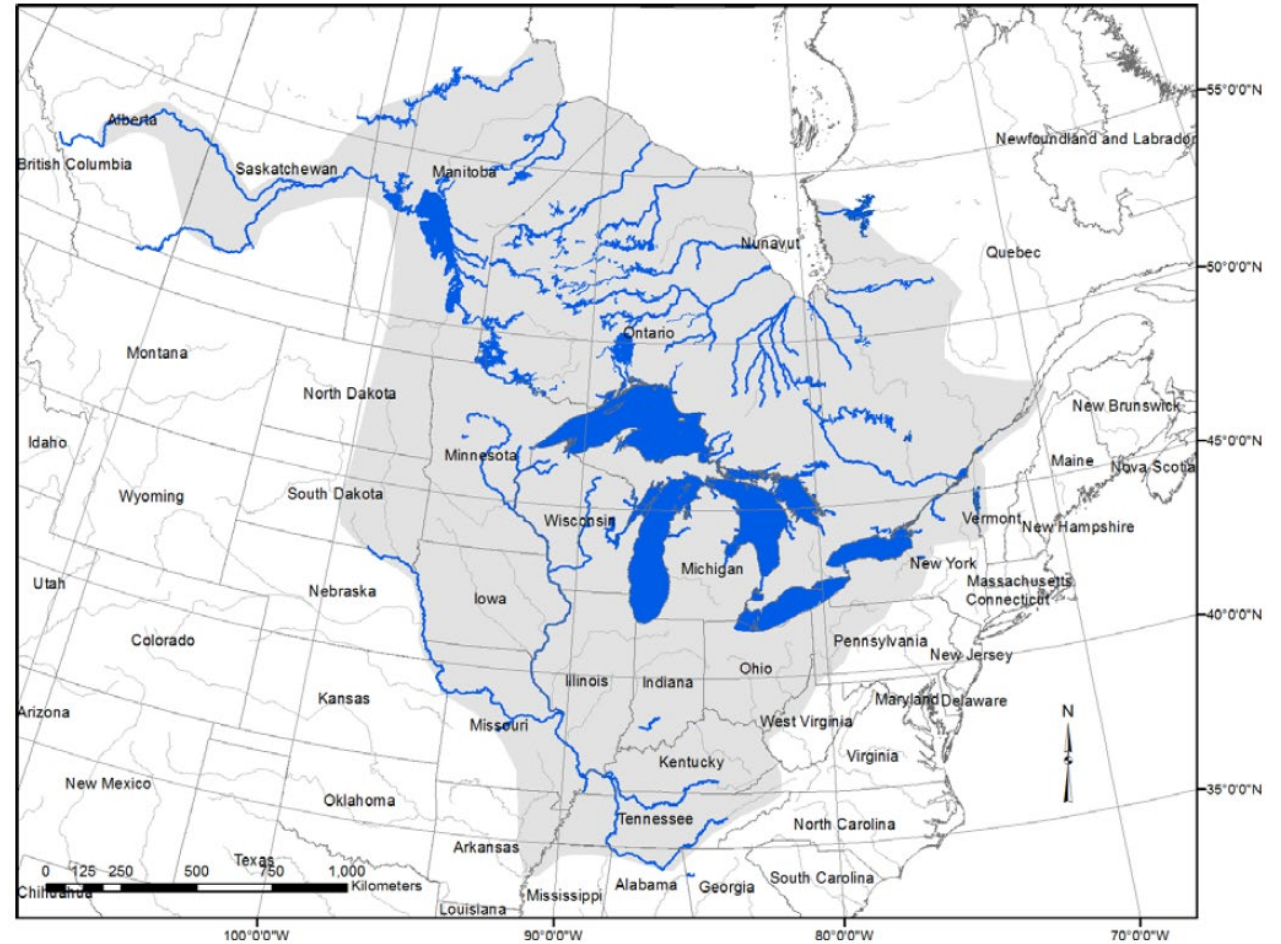 55°0'0"N
Alberta
Newfoundland and Labrador
British Columbia
Saskatchewan
Manitoba
Nunavut
Quebec
50°0'0"N
Ontario
Montana
North Dakota
New Brunswick
Idaho
45°0'0"N
Minnesota
Maine
Nova Scotia
Wyoming
South Dakota
Wisconsin
Vermont
New Hampshire
Michigan
New York
Utah
Nebraska
Iowa
Massachusetts
Connecticut
40°0'0"N
Colorado
Pennsylvania
New Jersey
Ohio
Illinois
Indiana
Kansas
Maryland
Delaware
Arizona
N
Missouri
West Virginia
Virginia
Kentucky
New Mexico
35°0'0"N
Oklahoma
Tennessee
North Carolina
Arkansas
Texas
0 125 250 500 750 1,000
Kilometers
South Carolina
Alabama
Georgia
Chihuahua
Mississippi
Louisiana
100°0'0"W
90°0'0"W
80°0'0"W
70°0'0"W